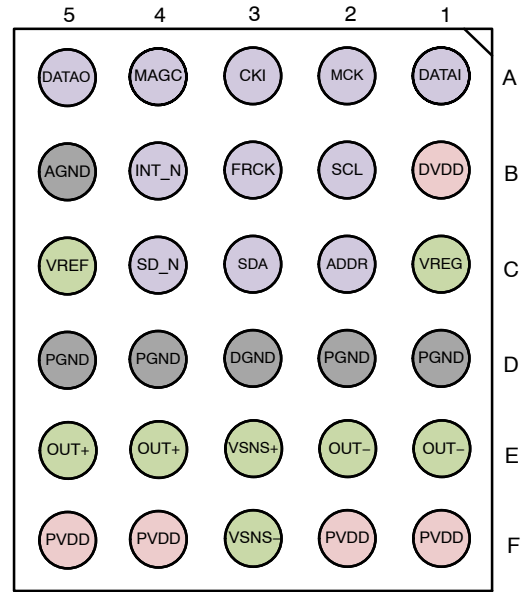 5 4 3 2 1
DATAO MAGC CKI MCK DATAI A
AGND INT_N FRCK SCL DVDD B
VREF SD_N SDA ADDR VREG C
PGND PGND DGND PGND PGND D
OUT+ OUT+ VSNS+ OUT− OUT− E
PVDD PVDD VSNS− PVDD PVDD F